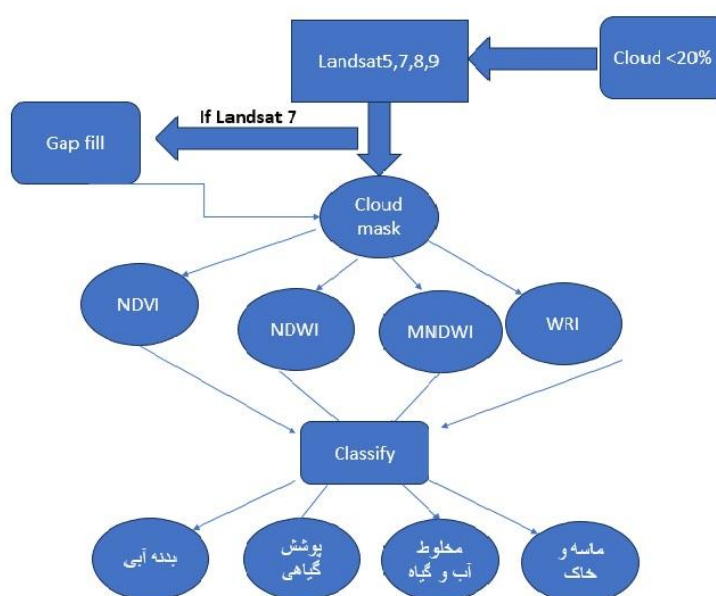 Landsat5,7,8,9
Cloud <20%
If Landsat 7
Gap fill
Cloud
mask
NDVI
NDWI
MNDWI
WRI
Classify
بدنه آبی
پوشش
گیاهی
مخلوط
آب و گیاه
ماسه و
خاک